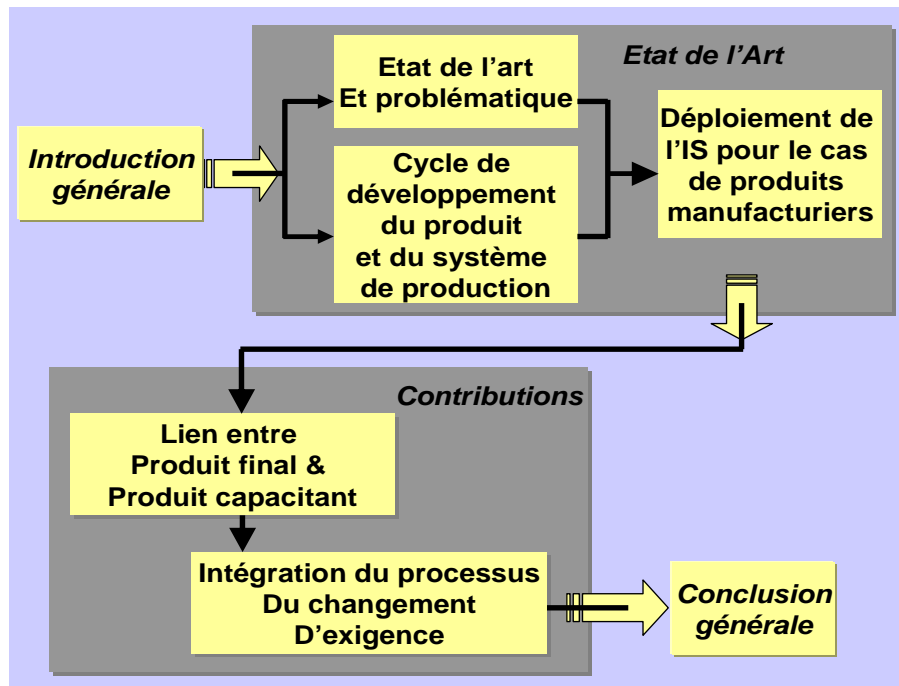 Introduction
générale
Etat de l'Art
Etat de l'art
Et problématique
Cycle de
développement
du produit
et du système
de production
Déploiement de
l'IS pour le cas
de produits
manufacturiers
Contributions
Lien entre
Produit final &
Produit capacitant
Intégration du processus
Du changement
D'exigence
Conclusion
générale